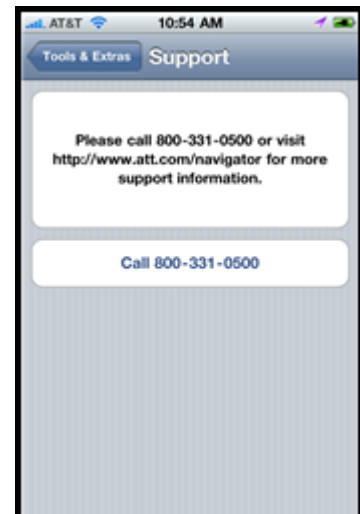 AT&T 10:54 AM
Tools & Extras Support
Please call 800-331-0500 or visit
http://www.att.com/navigator for more
support information.
Call 800-331-0500